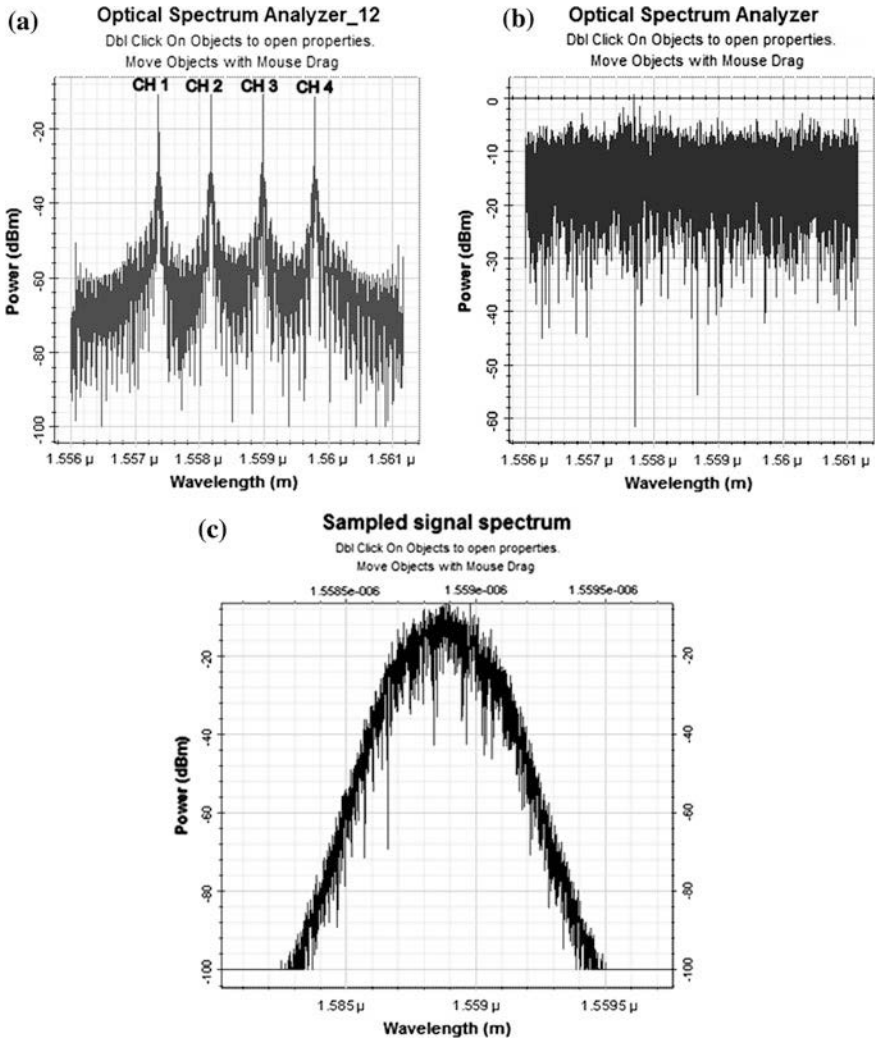 (a)
Optical Spectrum Analyzer_12
Dbl Click On Objects to open properties.
Move Objects with Mouse Drag
CH 1 CH 2 CH 3 CH 4
Power (dBm)
-20
-40
-60
-80
-100
1.556 µ 1.557 µ 1.558 µ 1.559 µ 1.56 µ 1.561 µ
Wavelength (m)
(b)
Optical Spectrum Analyzer
Dbl Click On Objects to open properties.
Move Objects with Mouse Drag
Power (dBm)
0
-10
-20
-30
-40
-50
-60
1.556 µ 1.557 µ 1.558 µ 1.559 µ 1.56 µ 1.561 µ
Wavelength (m)
(c)
Sampled signal spectrum
Dbl Click On Objects to open properties.
Move Objects with Mouse Drag
1.5585e-006 1.559e-006 1.5595e-006
Power (dBm)
-20 -20
-40 -40
-60 -60
-80 -80
-100 -100
1.585 µ 1.559 µ 1.5595 µ
Wavelength (m)